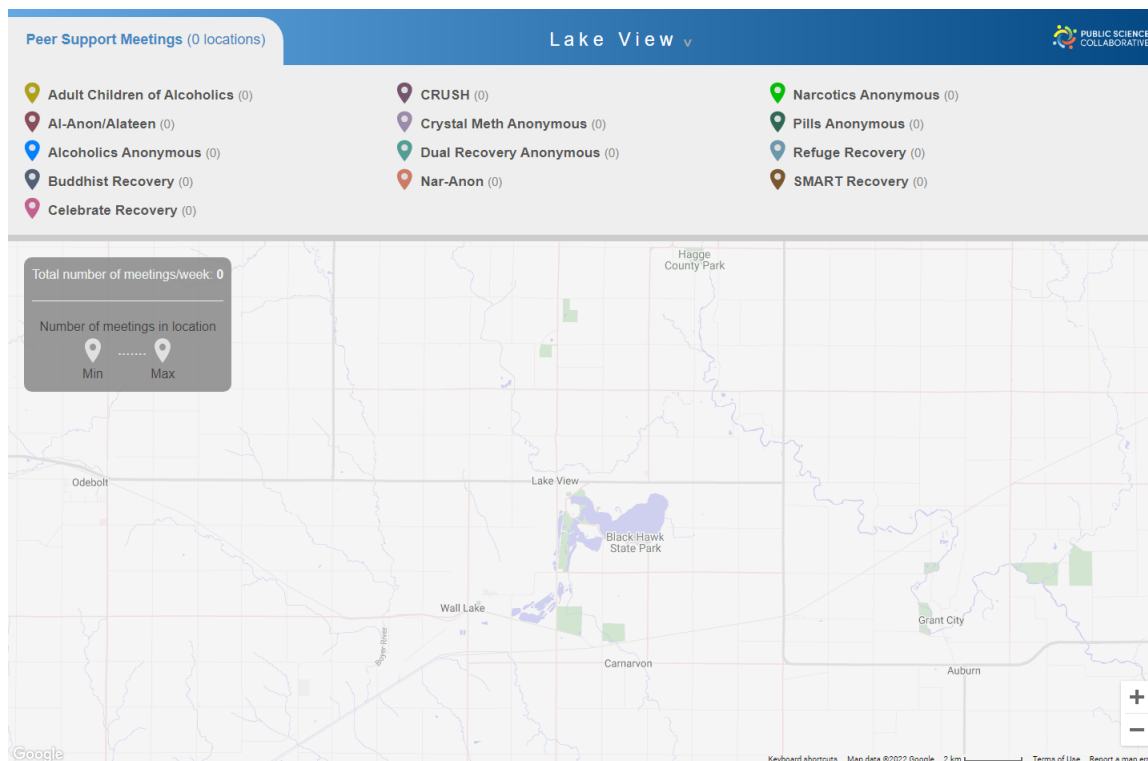 Peer Support Meetings (0 locations)
Lake View v
PUBLIC SCIENCE
COLLABORATIVE
Adult Children of Alcoholics (0)
Al-Anon/Alateen (0)
Alcoholics Anonymous (0)
Buddhist Recovery (0)
Celebrate Recovery (0)
CRUSH (0)
Crystal Meth Anonymous (0)
Dual Recovery Anonymous (0)
Nar-Anon (0)
Narcotics Anonymous (0)
Pills Anonymous (0)
Refuge Recovery (0)
SMART Recovery (0)
Total number of meetings/week: 0
Number of meetings in location
Min ....... Max
Hagge
County Park
Odebolt
Lake View
Black Hawk
State Park
Wall Lake
Boyer River
Grant City
Carnarvon
Auburn
+
−
Google
Keyboard shortcuts Map data ©2022 Google 2 km Terms of Use Report a map